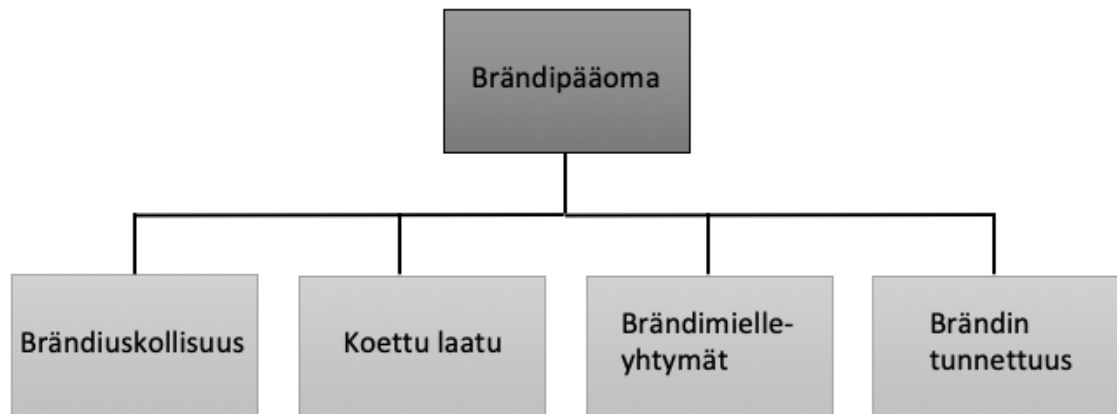 Brändipääoma
Brändiuskollisuus
Koettu laatu
Brändimielle-
yhtymät
Brändin
tunnettuus